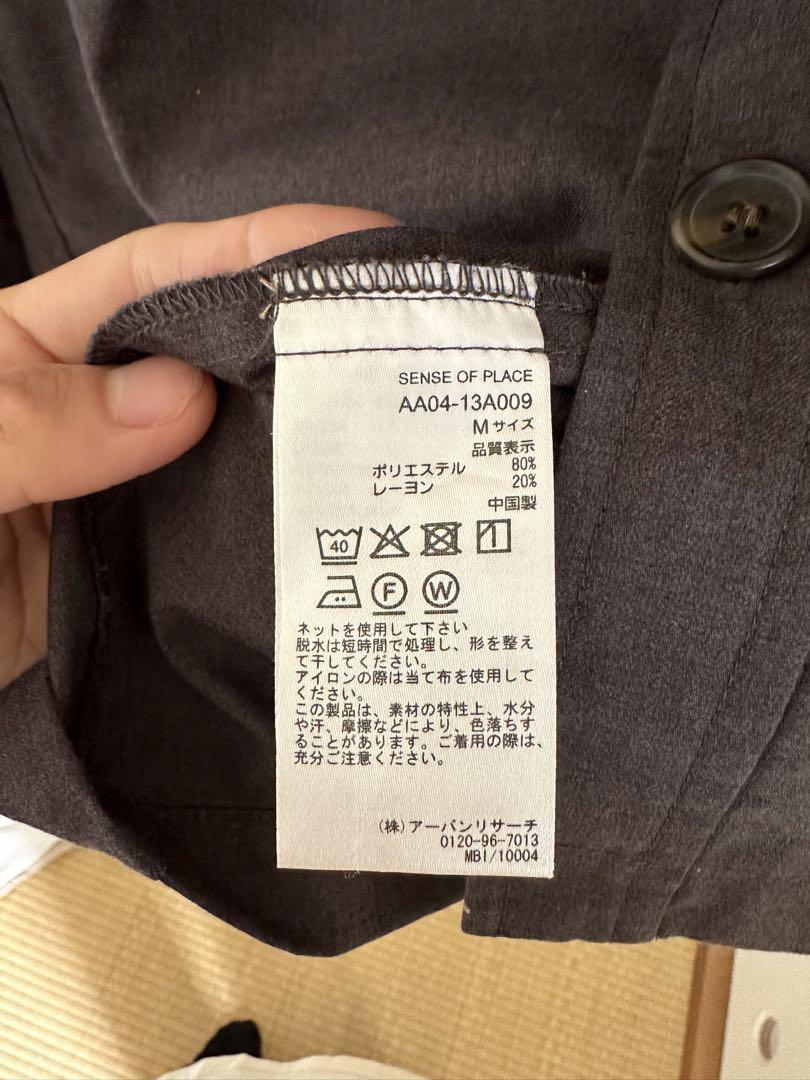 SENSE OF PLACE
AA04-13A009
Mサイズ
品質表示
ポリエステル 80%
レーヨン 20%
中国製
40
F W
ネットを使用して下さい
脱水は短時間で処理し、形を整え
て干してください。
アイロンの際は当て布を使用して
ください。
この製品は、素材の特性上、水分
や汗、摩擦などにより、色落ちす
ることがあります。ご着用の際は、
充分ご注意ください。
(株)アーバンリサーチ
0120-96-7013
MBI/10004